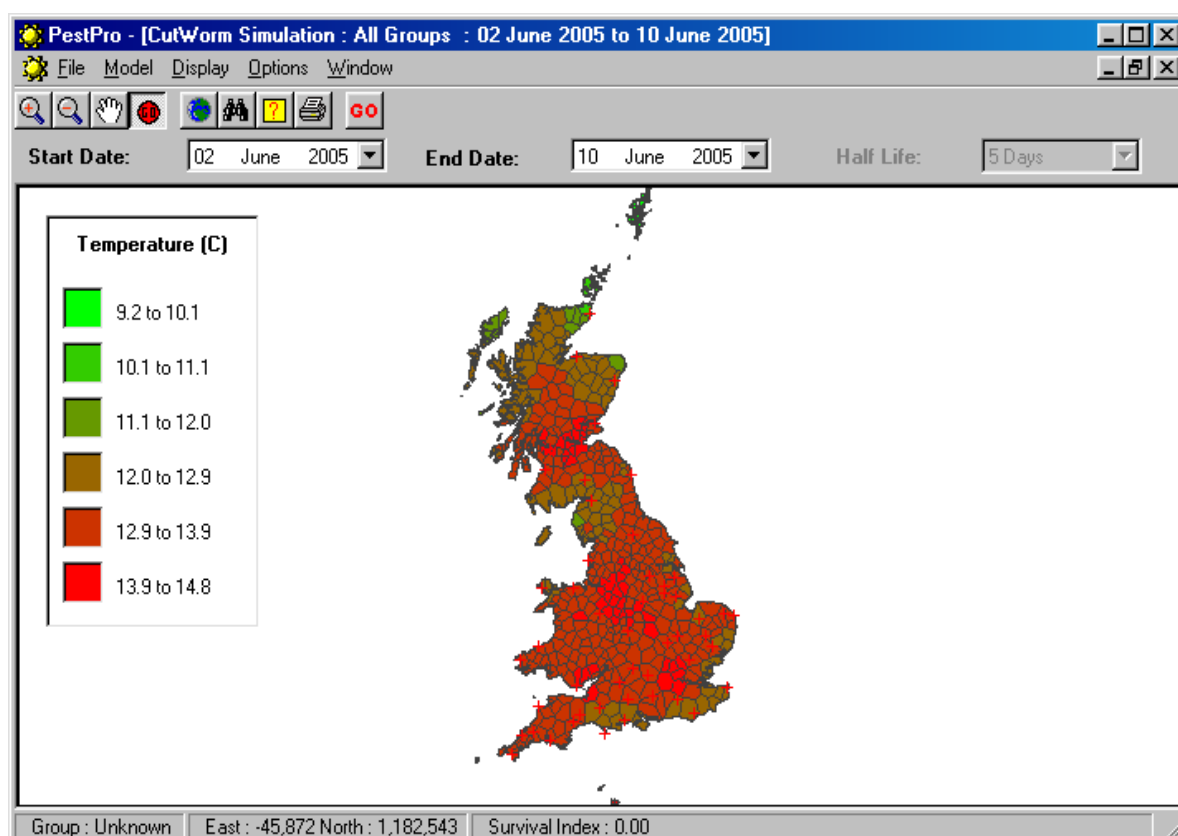 PestPro - [CutWorm Simulation : All Groups : 02 June 2005 to 10 June 2005]
File Model Display Options Window
GO ? GO
Start Date: 02 June 2005 End Date: 10 June 2005 Half Life: 5 Days
Temperature (C)
9.2 to 10.1
10.1 to 11.1
11.1 to 12.0
12.0 to 12.9
12.9 to 13.9
13.9 to 14.8
Group : Unknown East : -45,872 North : 1,182,543 Survival Index : 0.00